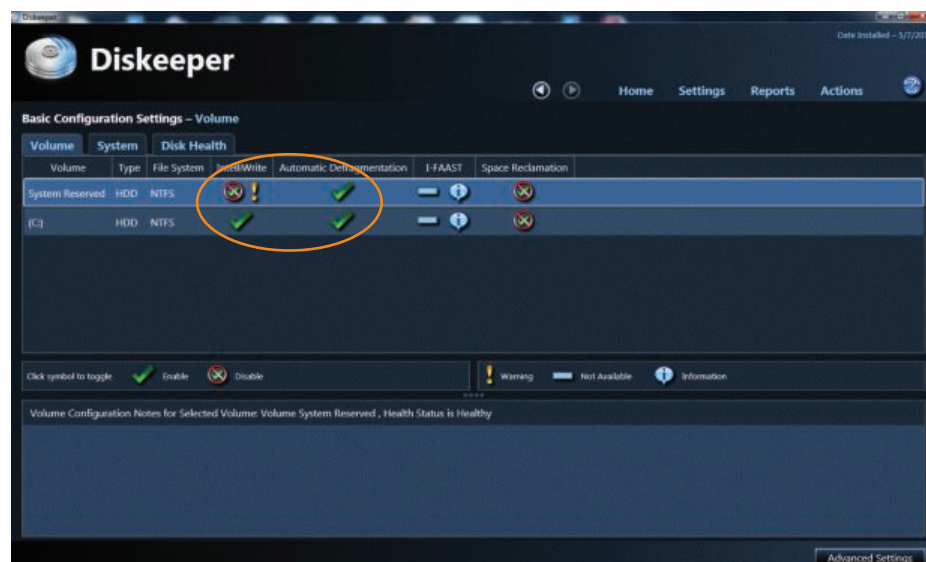 Diskeeper
Date Installed – 5/7/20
Diskeeper
Home Settings Reports Actions
Basic Configuration Settings – Volume
Volume System Disk Health
Volume Type File System IntelliWrite Automatic Defragmentation I-FAAST Space Reclamation
System Reserved HDD NTFS
(C:) HDD NTFS
Click symbol to toggle Enable Disable Warning Not Available Information
Volume Configuration Notes for Selected Volume: Volume System Reserved , Health Status is Healthy
Advanced Settings